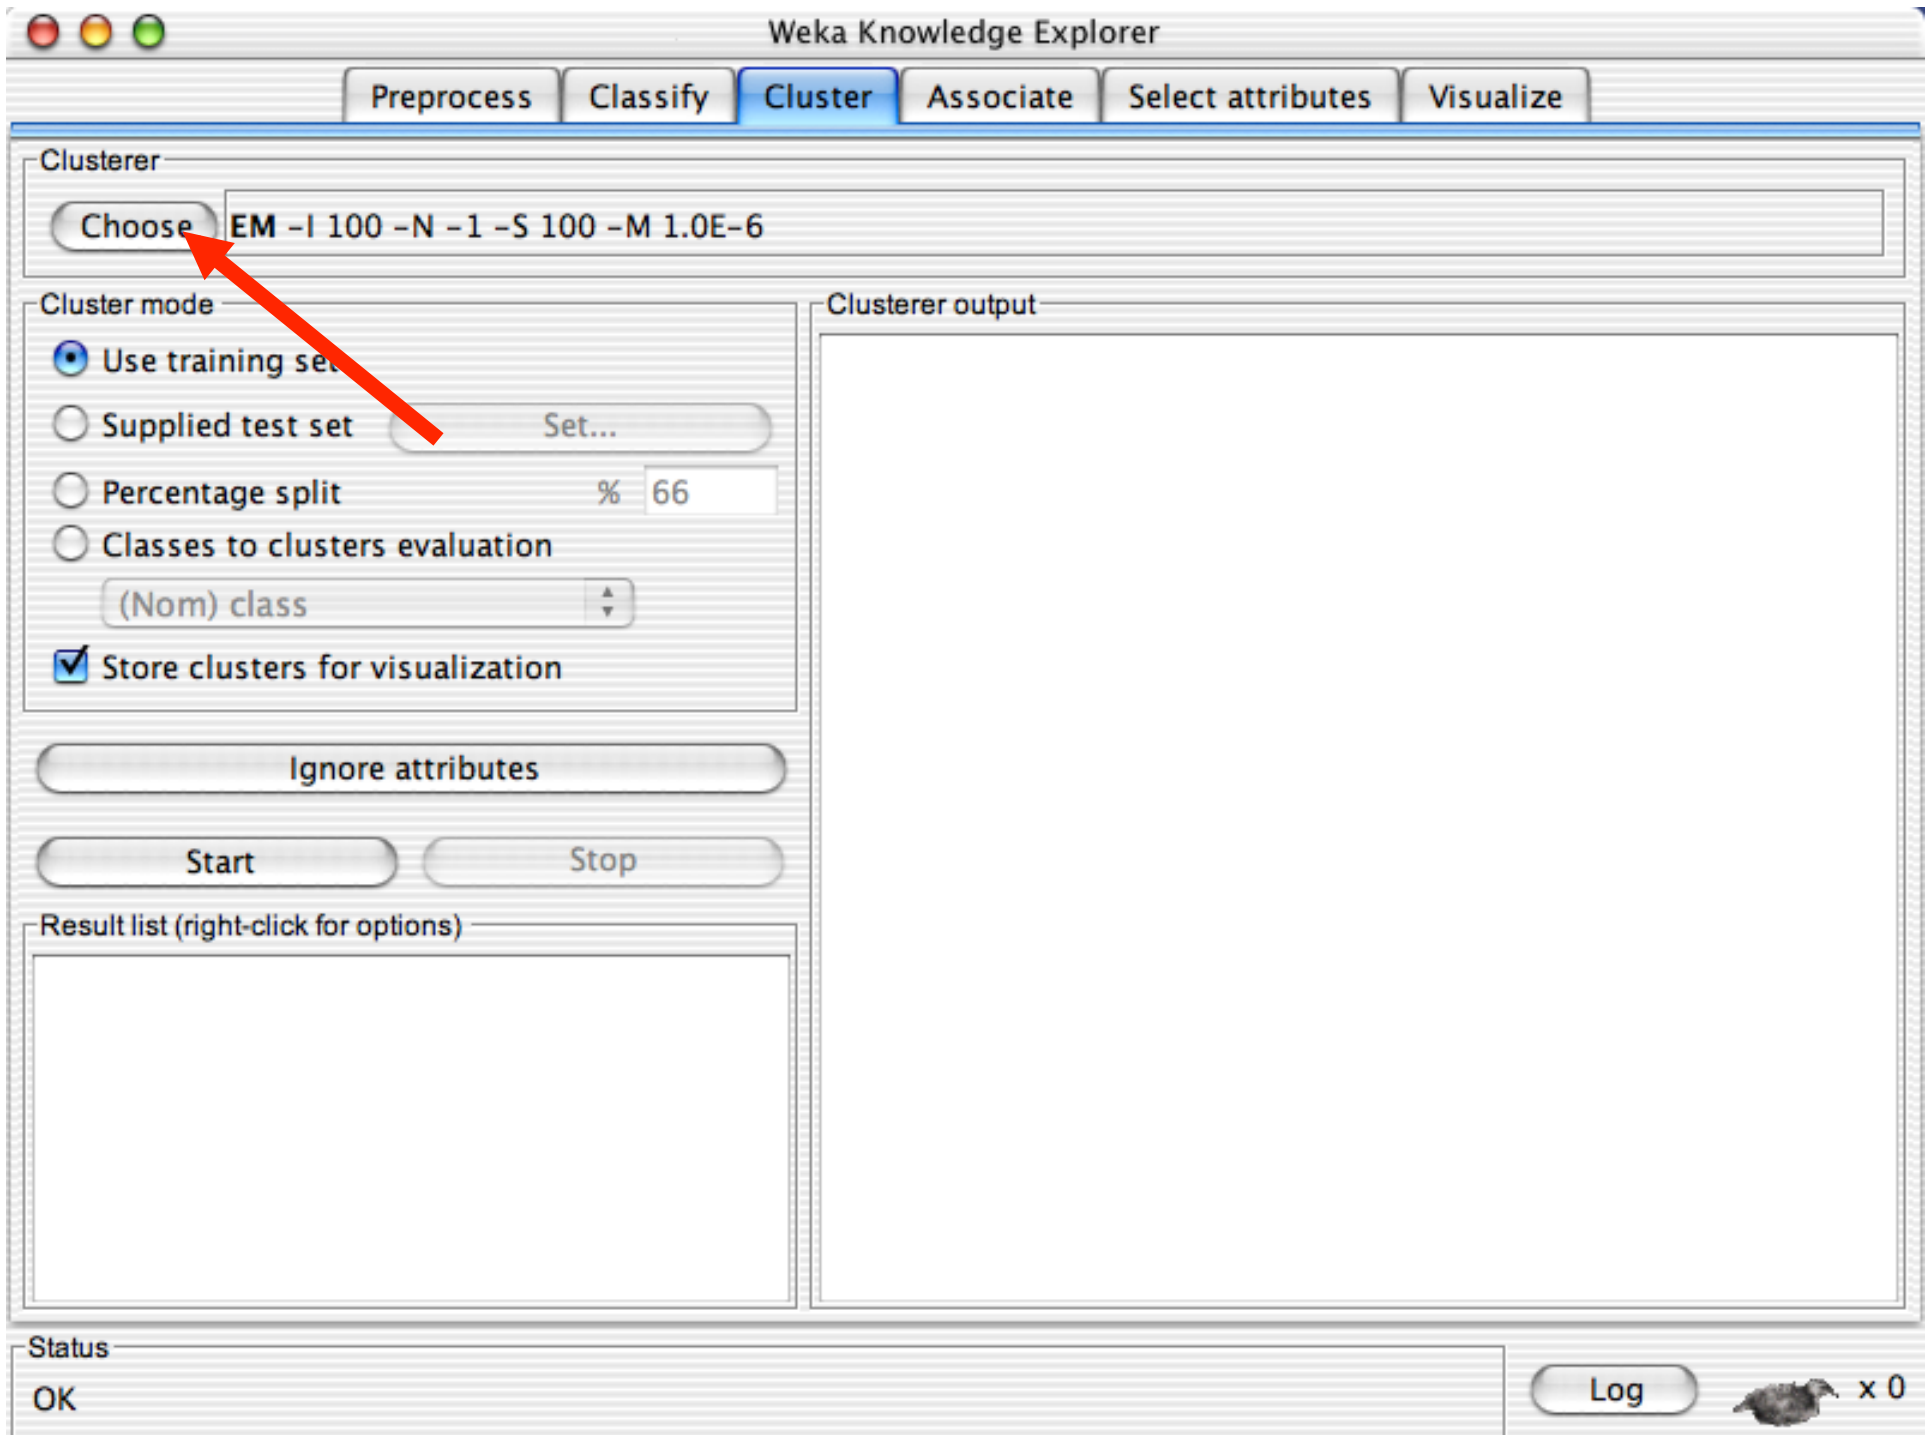 Weka Knowledge Explorer
Preprocess Classify Cluster Associate Select attributes Visualize
Clusterer
Choose EM -I 100 -N -1 -S 100 -M 1.0E-6
Cluster mode
Use training set
Supplied test set Set...
Percentage split % 66
Classes to clusters evaluation
(Nom) class
Store clusters for visualization
Ignore attributes
Start Stop
Result list (right-click for options)
Clusterer output
Status
OK
Log x 0